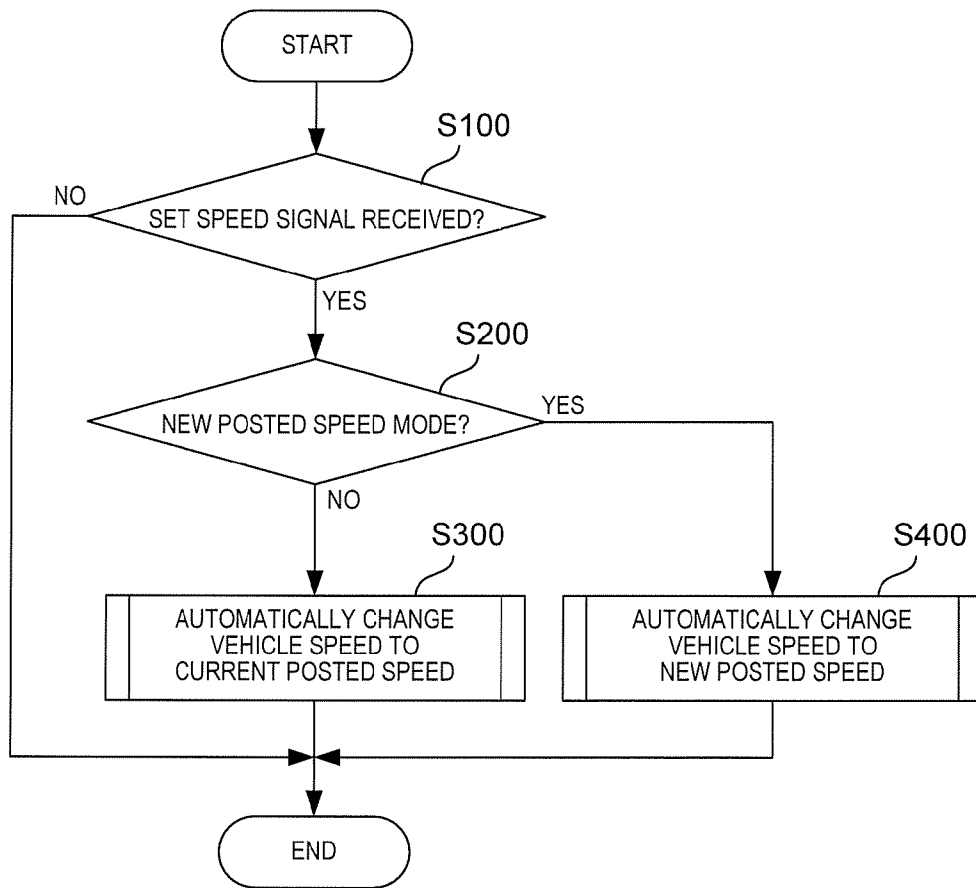 START
S100
NO
SET SPEED SIGNAL RECEIVED?
YES
S200
NEW POSTED SPEED MODE?
YES
NO
S300
S400
AUTOMATICALLY CHANGE
VEHICLE SPEED TO
CURRENT POSTED SPEED
AUTOMATICALLY CHANGE
VEHICLE SPEED TO
NEW POSTED SPEED
END